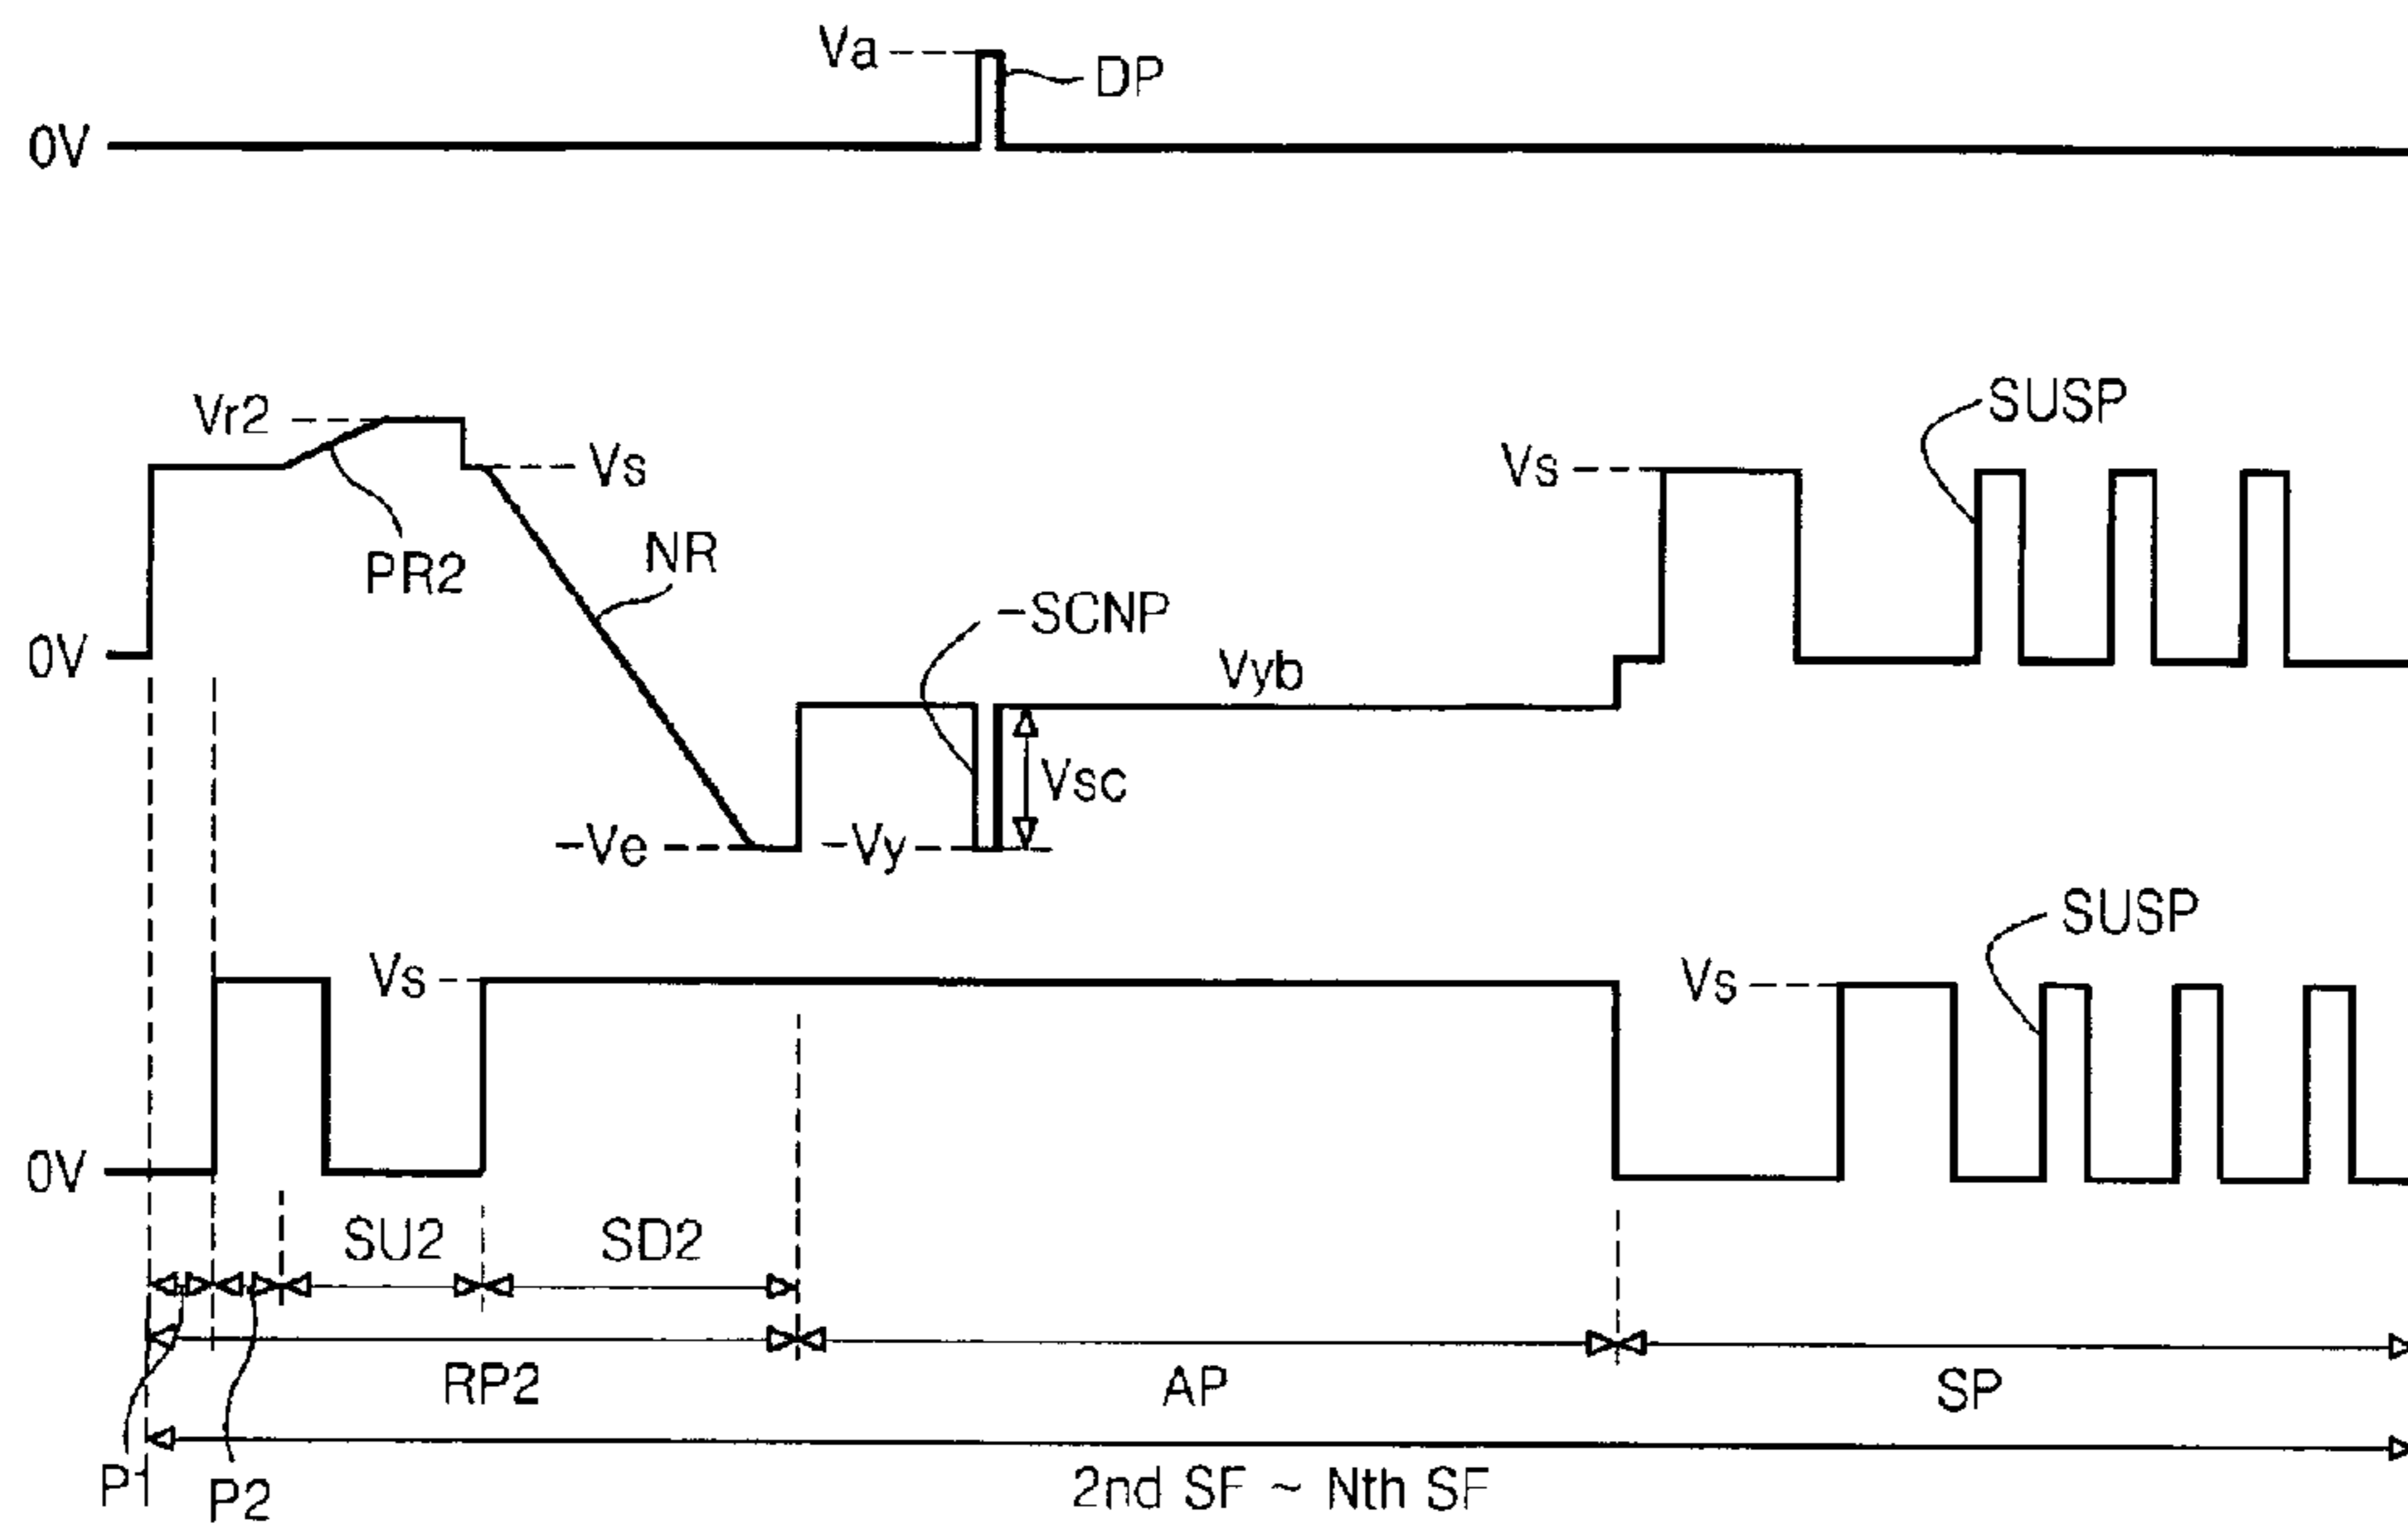 Va
DP
0V
Vr2
Vs
PR2
NR
Vs
SUSP
-SCNP
0V
Vyb
Vsc
-Ve
-Vy
SUSP
Vs
Vs
0V
SU2
SD2
RP2
AP
SP
P1
P2
2nd SF ~ Nth SF